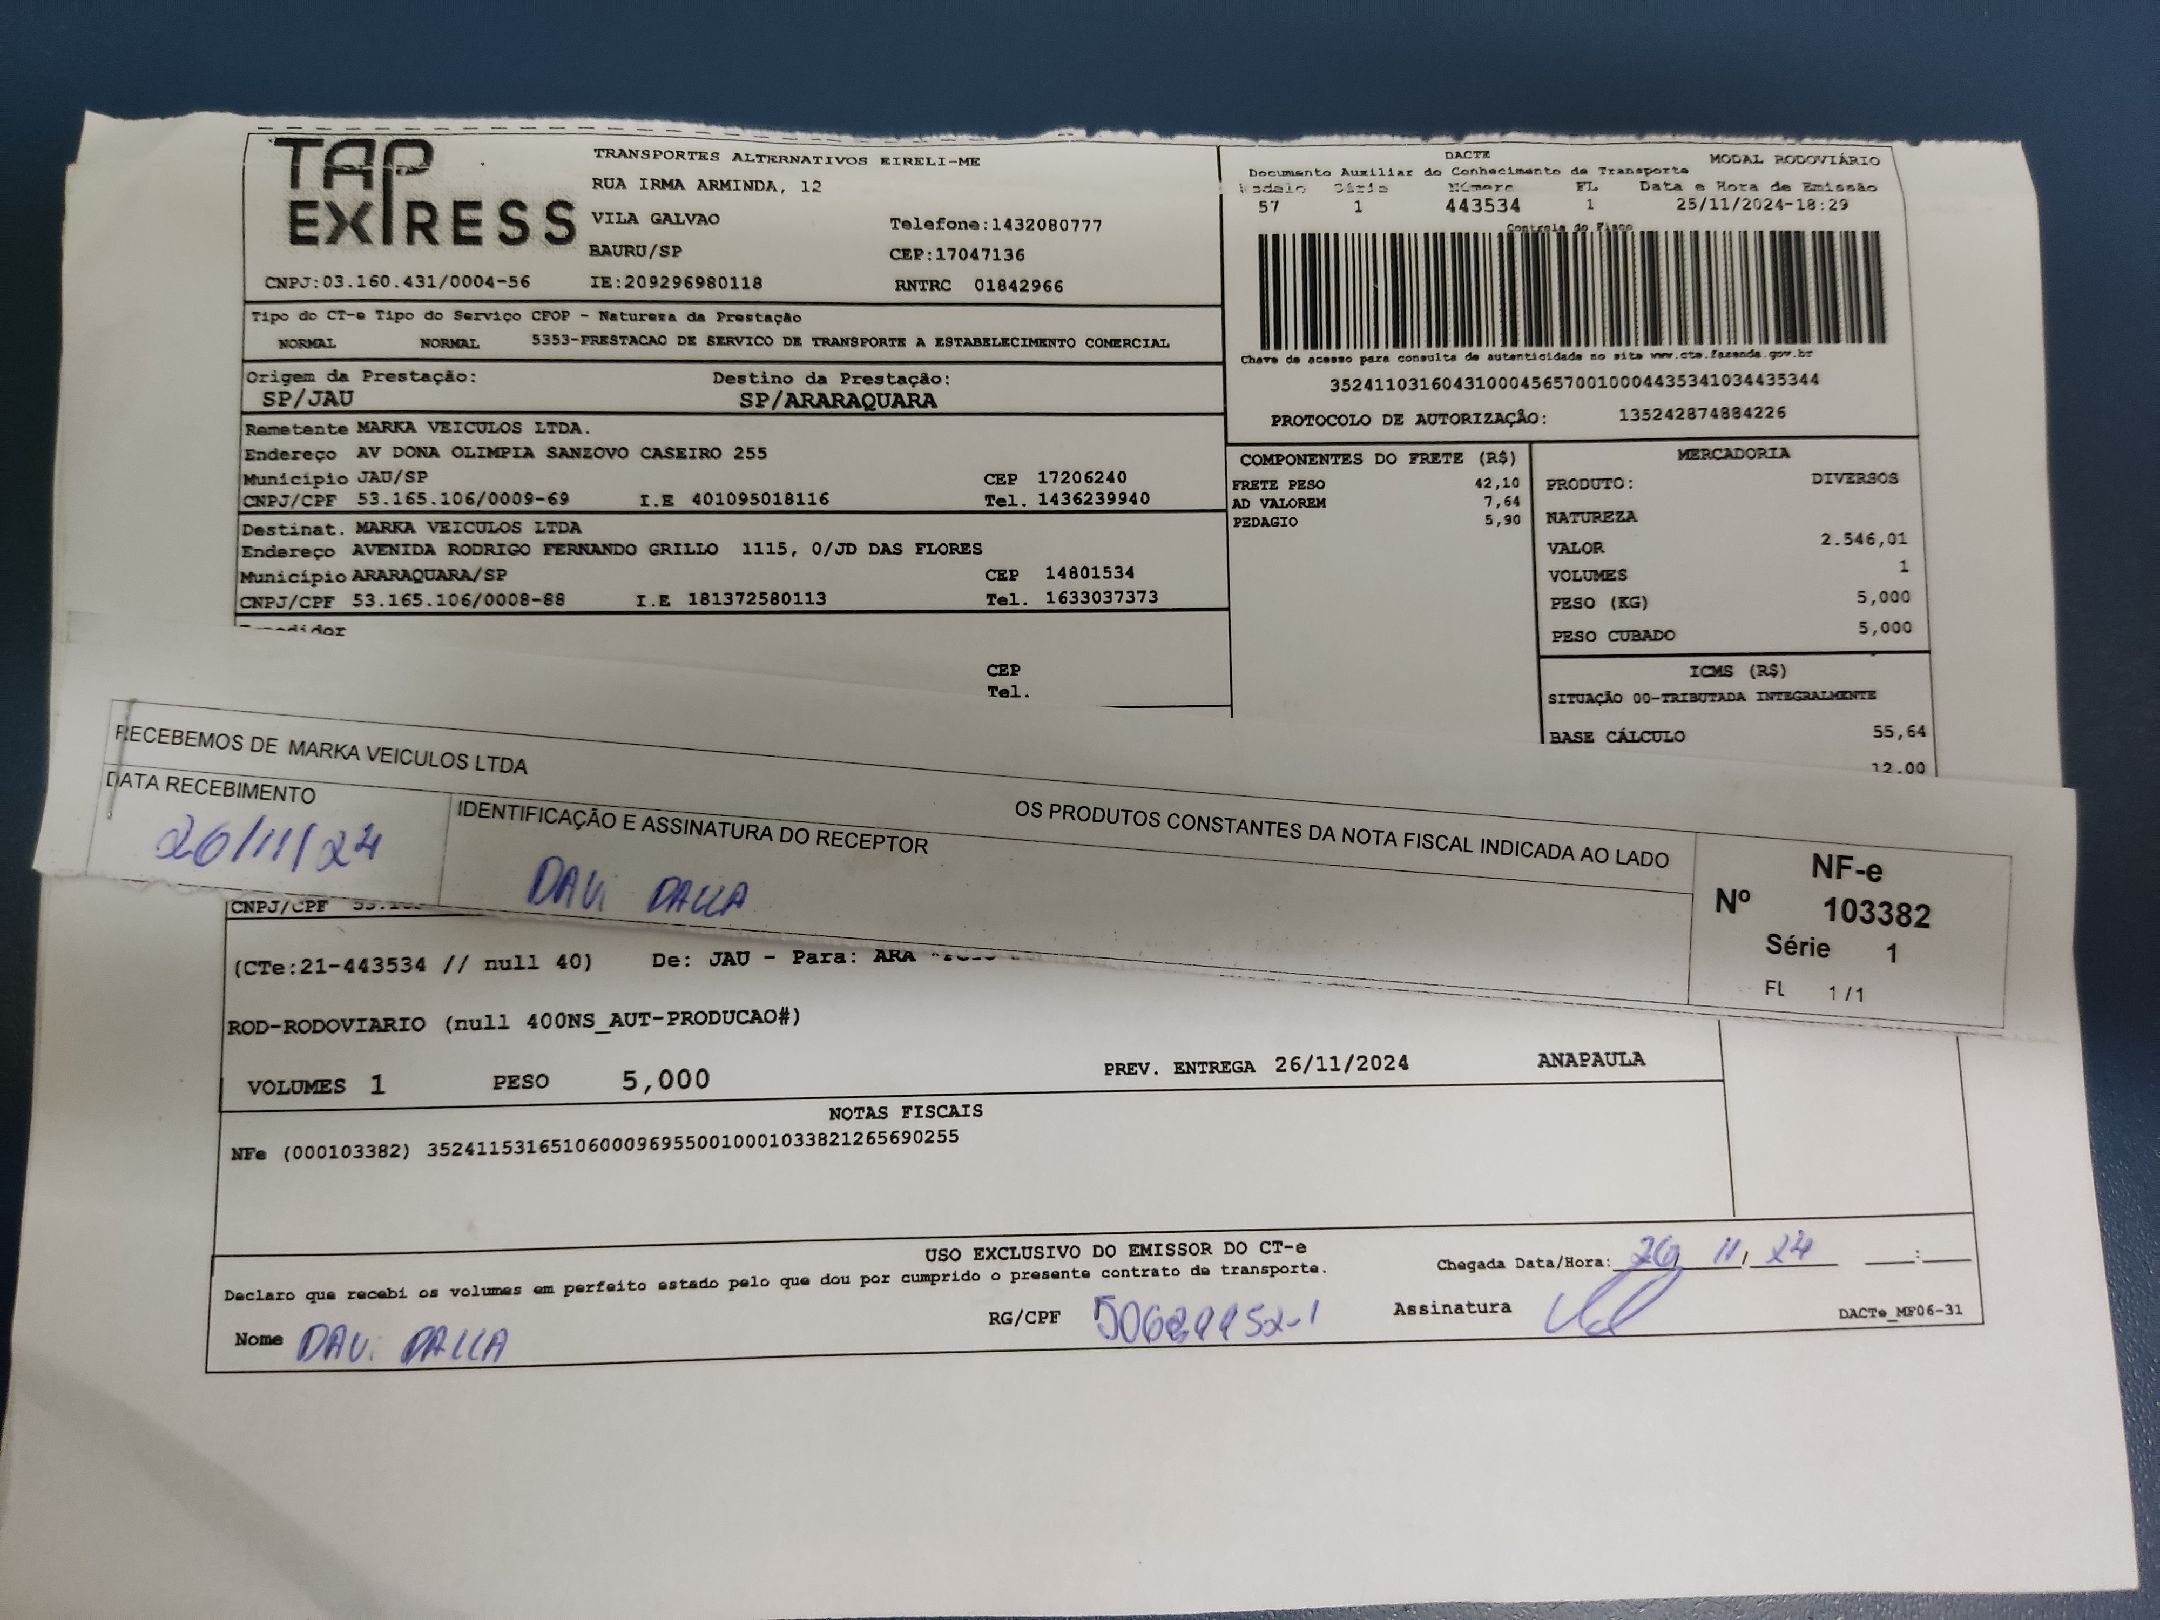 TAP
EXPRESS
TRANSPORTES ALTERNATIVOS EIRELI-ME
RUA IRMA ARMINDA, 12
VILA GALVAO
Telefone:1432080777
BAURU/SP
CEP:17047136
CNPJ:03.160.431/0004-56
IE:209296980118
RNTRC 01842966
DACTE
MODAL RODOVIÁRIO
Documento Auxiliar do Conhecimento de Transporte
Modelo Série Número FL Data e Hora de Emissão
57 1 443534 1 25/11/2024-18:29
Controle do Fisco
Chave de acesso para consulta de autenticidade no site www.cte.fazenda.gov.br
35241103160431000456570010004435341034435344
PROTOCOLO DE AUTORIZAÇÃO: 135242874884226
Tipo do CT-e Tipo do Serviço CFOP - Natureza da Prestação
NORMAL NORMAL 5353-PRESTACAO DE SERVICO DE TRANSPORTE A ESTABELECIMENTO COMERCIAL
Origem da Prestação: Destino da Prestação:
SP/JAU SP/ARARAQUARA
Remetente MARKA VEICULOS LTDA.
Endereço AV DONA OLIMPIA SANZOVO CASEIRO 255
Município JAU/SP CEP 17206240
CNPJ/CPF 53.165.106/0009-69 I.E 401095018116 Tel. 1436239940
Destinat. MARKA VEICULOS LTDA
Endereço AVENIDA RODRIGO FERNANDO GRILLO 1115, 0/JD DAS FLORES
Município ARARAQUARA/SP CEP 14801534
CNPJ/CPF 53.165.106/0008-88 I.E 181372580113 Tel. 1633037373
CEP
Tel.
COMPONENTES DO FRETE (R$)
FRETE PESO 42,10
AD VALOREM 7,64
PEDAGIO 5,90
MERCADORIA
PRODUTO: DIVERSOS
NATUREZA
VALOR 2.546,01
VOLUMES 1
PESO (KG) 5,000
PESO CUBADO 5,000
ICMS (R$)
SITUAÇÃO 00-TRIBUTADA INTEGRALMENTE
BASE CÁLCULO 55,64
12,00
RECEBEMOS DE MARKA VEICULOS LTDA
OS PRODUTOS CONSTANTES DA NOTA FISCAL INDICADA AO LADO
DATA RECEBIMENTO
IDENTIFICAÇÃO E ASSINATURA DO RECEPTOR
26/11/24
DAVI DALLA
NF-e
Nº 103382
Série 1
FL 1/1
CNPJ/CPF
(CTe:21-443534 // null 40) De: JAU - Para: ARA
ROD-RODOVIARIO (null 400NS_AUT-PRODUCAO#)
VOLUMES 1 PESO 5,000 PREV. ENTREGA 26/11/2024 ANAPAULA
NOTAS FISCAIS
NFe (000103382) 35241153165106000969550010001033821265690255
USO EXCLUSIVO DO EMISSOR DO CT-e
Declaro que recebi os volumes em perfeito estado pelo que dou por cumprido o presente contrato de transporte.
Chegada Data/Hora: 26/ 11/ 24 :
Nome DAVI DALLA RG/CPF Assinatura
DACTe_MF06-31